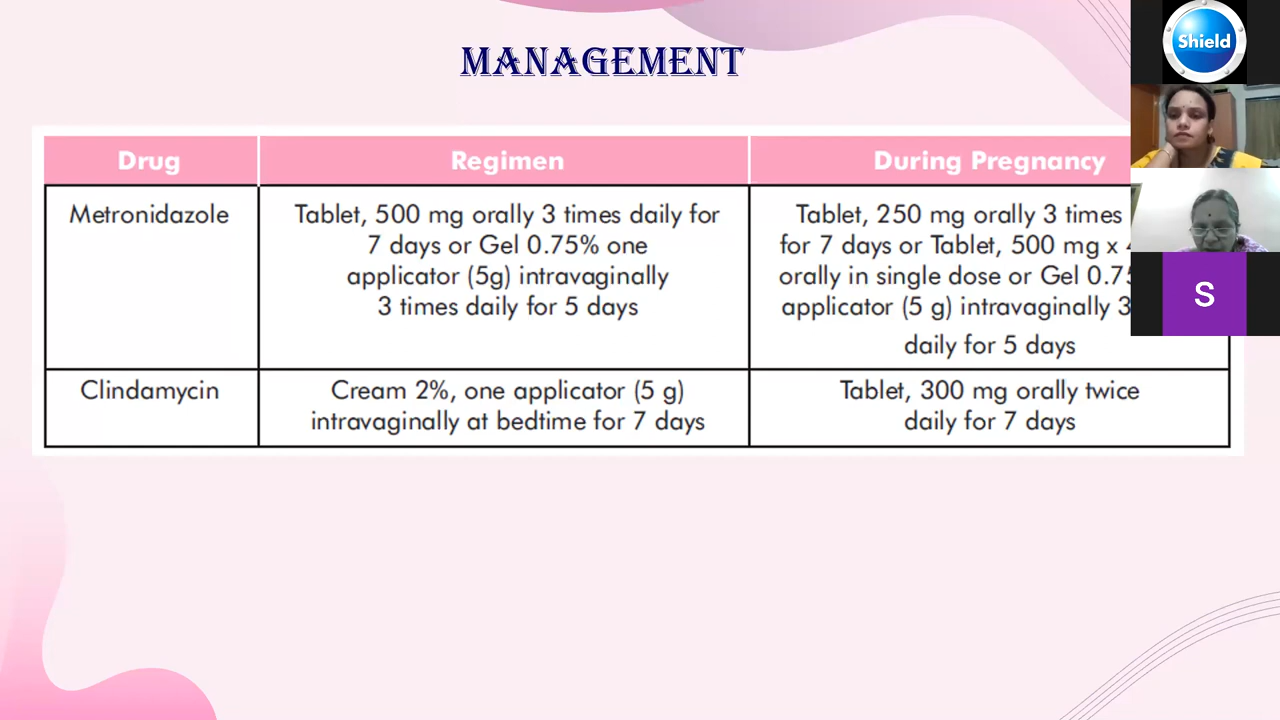 MANAGEMENT
Shield
Drug
Regimen
During Pregnancy
Metronidazole
Tablet, 500 mg orally 3 times daily for
7 days or Gel 0.75% one
applicator (5g) intravaginally
3 times daily for 5 days
Tablet, 250 mg orally 3 times
for 7 days or Tablet, 500 mg x
orally in single dose or Gel
applicator (5 g) intravaginally 3
daily for 5 days
Clindamycin
Cream 2%, one applicator (5 g)
intravaginally at bedtime for 7 days
Tablet, 300 mg orally twice
daily for 7 days
S